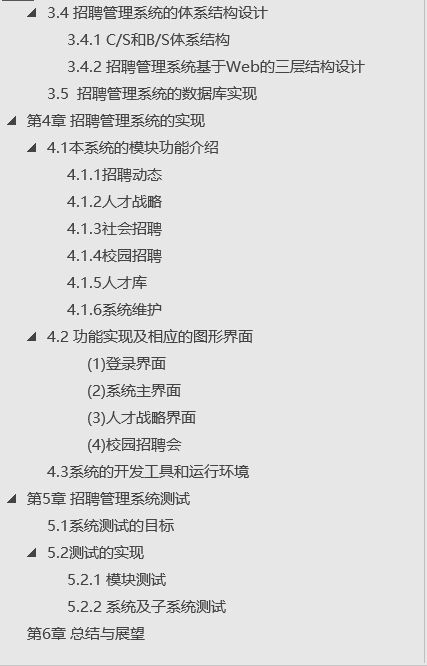 3.4 招聘管理系统的体系结构设计
3.4.1 C/S和B/S体系结构
3.4.2 招聘管理系统基于Web的三层结构设计
3.5 招聘管理系统的数据库实现
第4章 招聘管理系统的实现
4.1本系统的模块功能介绍
4.1.1招聘动态
4.1.2人才战略
4.1.3社会招聘
4.1.4校园招聘
4.1.5人才库
4.1.6系统维护
4.2 功能实现及相应的图形界面
(1)登录界面
(2)系统主界面
(3)人才战略界面
(4)校园招聘会
4.3系统的开发工具和运行环境
第5章 招聘管理系统测试
5.1系统测试的目标
5.2测试的实现
5.2.1 模块测试
5.2.2 系统及子系统测试
第6章 总结与展望